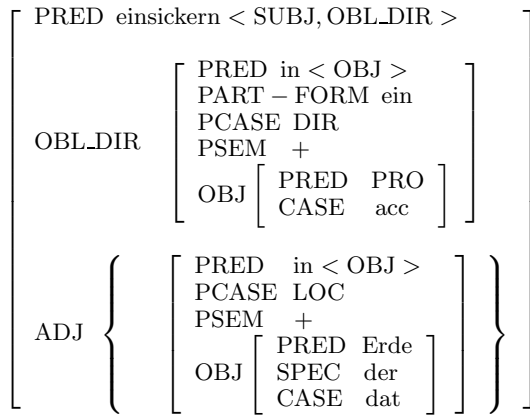 PRED einsickern < SUBJ, OBL_DIR >
PRED in < OBJ >
PART − FORM ein
PCASE DIR
OBL_DIR
PSEM +
OBJ [ PRED PRO
CASE acc ]
PRED in < OBJ >
PCASE LOC
PSEM +
ADJ {
PRED Erde
OBJ [ SPEC der
CASE dat ] }